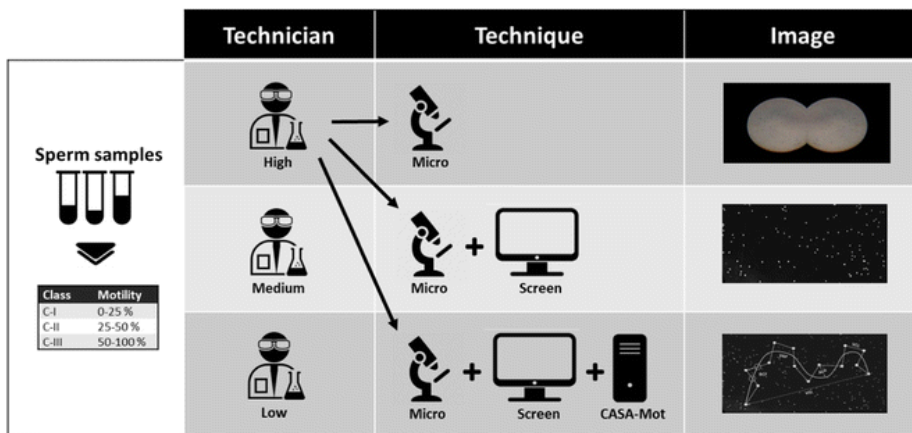 Technician
Technique
Image
Sperm samples
Class Motility
C-I 0-25 %
C-II 25-50 %
C-III 50-100 %
High
Micro
Medium
Micro + Screen
Low
Micro + Screen + CASA-Mot